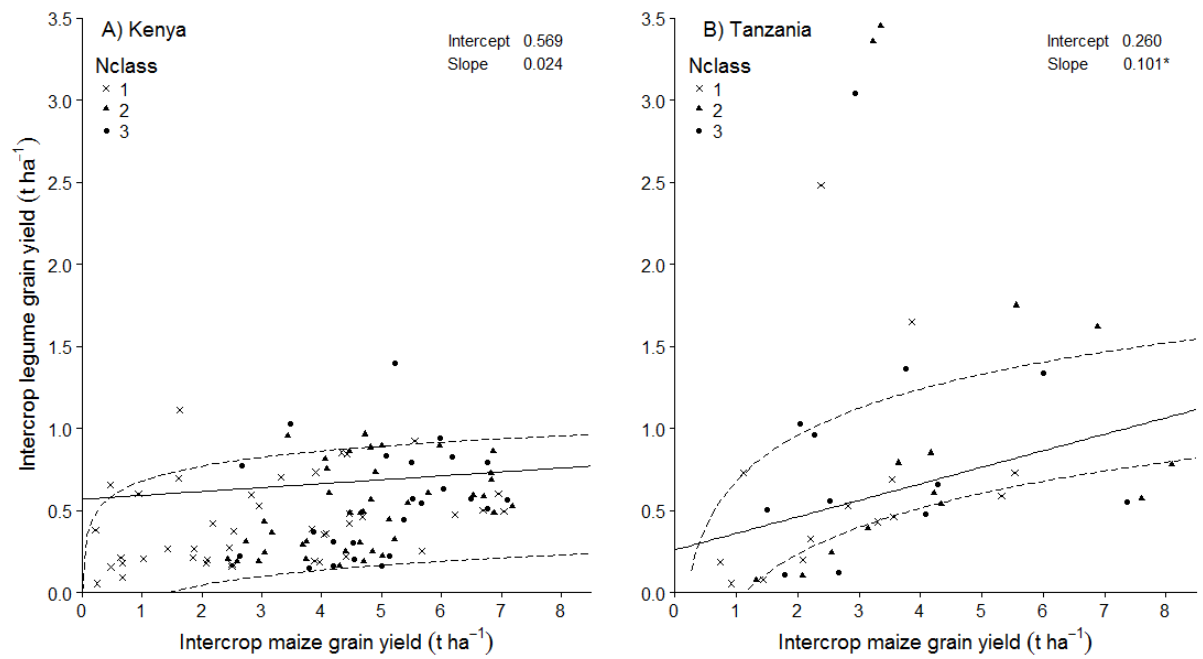 A) Kenya
Intercept 0.569
Slope 0.024
Nclass
× 1
▲ 2
● 3
3.5
3.0
2.5
2.0
1.5
1.0
0.5
0.0
0 1 2 3 4 5 6 7 8
Intercrop legume grain yield (t ha⁻¹)
Intercrop maize grain yield (t ha⁻¹)
B) Tanzania
Intercept 0.260
Slope 0.101*
Nclass
× 1
▲ 2
● 3
3.5
3.0
2.5
2.0
1.5
1.0
0.5
0.0
0 1 2 3 4 5 6 7 8
Intercrop maize grain yield (t ha⁻¹)